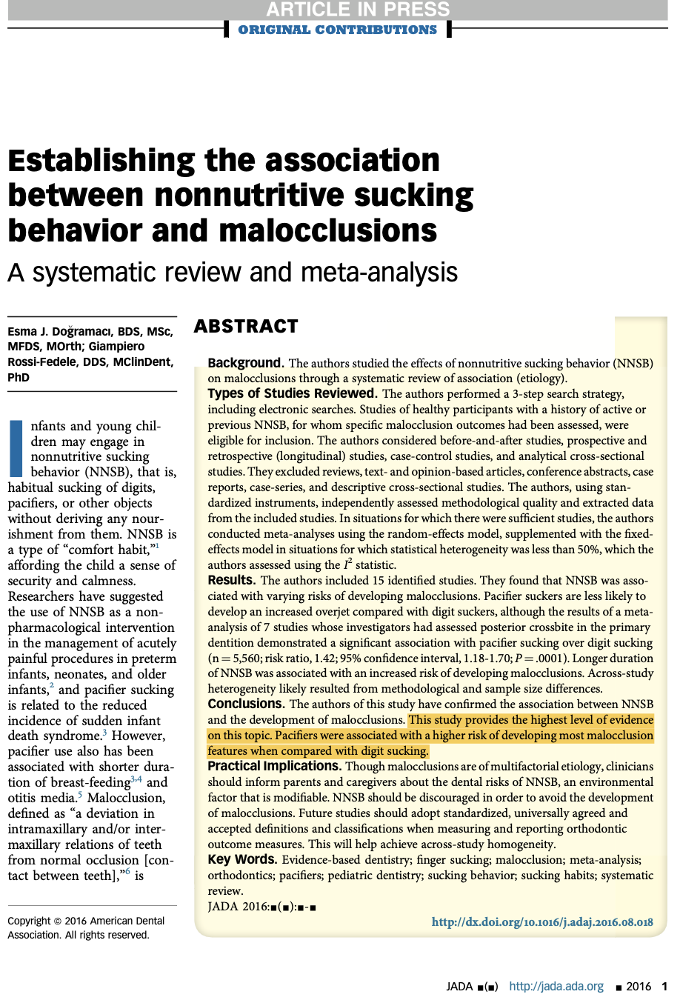 ARTICLE IN PRESS
ORIGINAL CONTRIBUTIONS
Establishing the association
between nonnutritive sucking
behavior and malocclusions
A systematic review and meta-analysis
Esma J. Doğramacı, BDS, MSc,
MFDS, MOrth; Giampiero
Rossi-Fedele, DDS, MClinDent,
PhD
Infants and young chil-
dren may engage in
nonnutritive sucking
behavior (NNSB), that is,
habitual sucking of digits,
pacifiers, or other objects
without deriving any nour-
ishment from them. NNSB is
a type of “comfort habit,”1
affording the child a sense of
security and calmness.
Researchers have suggested
the use of NNSB as a non-
pharmacological intervention
in the management of acutely
painful procedures in preterm
infants, neonates, and older
infants,2 and pacifier sucking
is related to the reduced
incidence of sudden infant
death syndrome.3 However,
pacifier use also has been
associated with shorter dura-
tion of breast-feeding3,4 and
otitis media.5 Malocclusion,
defined as “a deviation in
intramaxillary and/or inter-
maxillary relations of teeth
from normal occlusion [con-
tact between teeth],”6 is
Copyright © 2016 American Dental
Association. All rights reserved.
ABSTRACT
Background. The authors studied the effects of nonnutritive sucking behavior (NNSB)
on malocclusions through a systematic review of association (etiology).
Types of Studies Reviewed. The authors performed a 3-step search strategy,
including electronic searches. Studies of healthy participants with a history of active or
previous NNSB, for whom specific malocclusion outcomes had been assessed, were
eligible for inclusion. The authors considered before-and-after studies, prospective and
retrospective (longitudinal) studies, case-control studies, and analytical cross-sectional
studies. They excluded reviews, text- and opinion-based articles, conference abstracts, case
reports, case-series, and descriptive cross-sectional studies. The authors, using stan-
dardized instruments, independently assessed methodological quality and extracted data
from the included studies. In situations for which there were sufficient studies, the authors
conducted meta-analyses using the random-effects model, supplemented with the fixed-
effects model in situations for which statistical heterogeneity was less than 50%, which the
authors assessed using the I2 statistic.
Results. The authors included 15 identified studies. They found that NNSB was asso-
ciated with varying risks of developing malocclusions. Pacifier suckers are less likely to
develop an increased overjet compared with digit suckers, although the results of a meta-
analysis of 7 studies whose investigators had assessed posterior crossbite in the primary
dentition demonstrated a significant association with pacifier sucking over digit sucking
(n = 5,560; risk ratio, 1.42; 95% confidence interval, 1.18-1.70; P = .0001). Longer duration
of NNSB was associated with an increased risk of developing malocclusions. Across-study
heterogeneity likely resulted from methodological and sample size differences.
Conclusions. The authors of this study have confirmed the association between NNSB
and the development of malocclusions. This study provides the highest level of evidence
on this topic. Pacifiers were associated with a higher risk of developing most malocclusion
features when compared with digit sucking.
Practical Implications. Though malocclusions are of multifactorial etiology, clinicians
should inform parents and caregivers about the dental risks of NNSB, an environmental
factor that is modifiable. NNSB should be discouraged in order to avoid the development
of malocclusions. Future studies should adopt standardized, universally agreed and
accepted definitions and classifications when measuring and reporting orthodontic
outcome measures. This will help achieve across-study homogeneity.
Key Words. Evidence-based dentistry; finger sucking; malocclusion; meta-analysis;
orthodontics; pacifiers; pediatric dentistry; sucking behavior; sucking habits; systematic
review.
JADA 2016:■(■):■-■
http://dx.doi.org/10.1016/j.adaj.2016.08.018
JADA ■(■) http://jada.ada.org ■ 2016 1